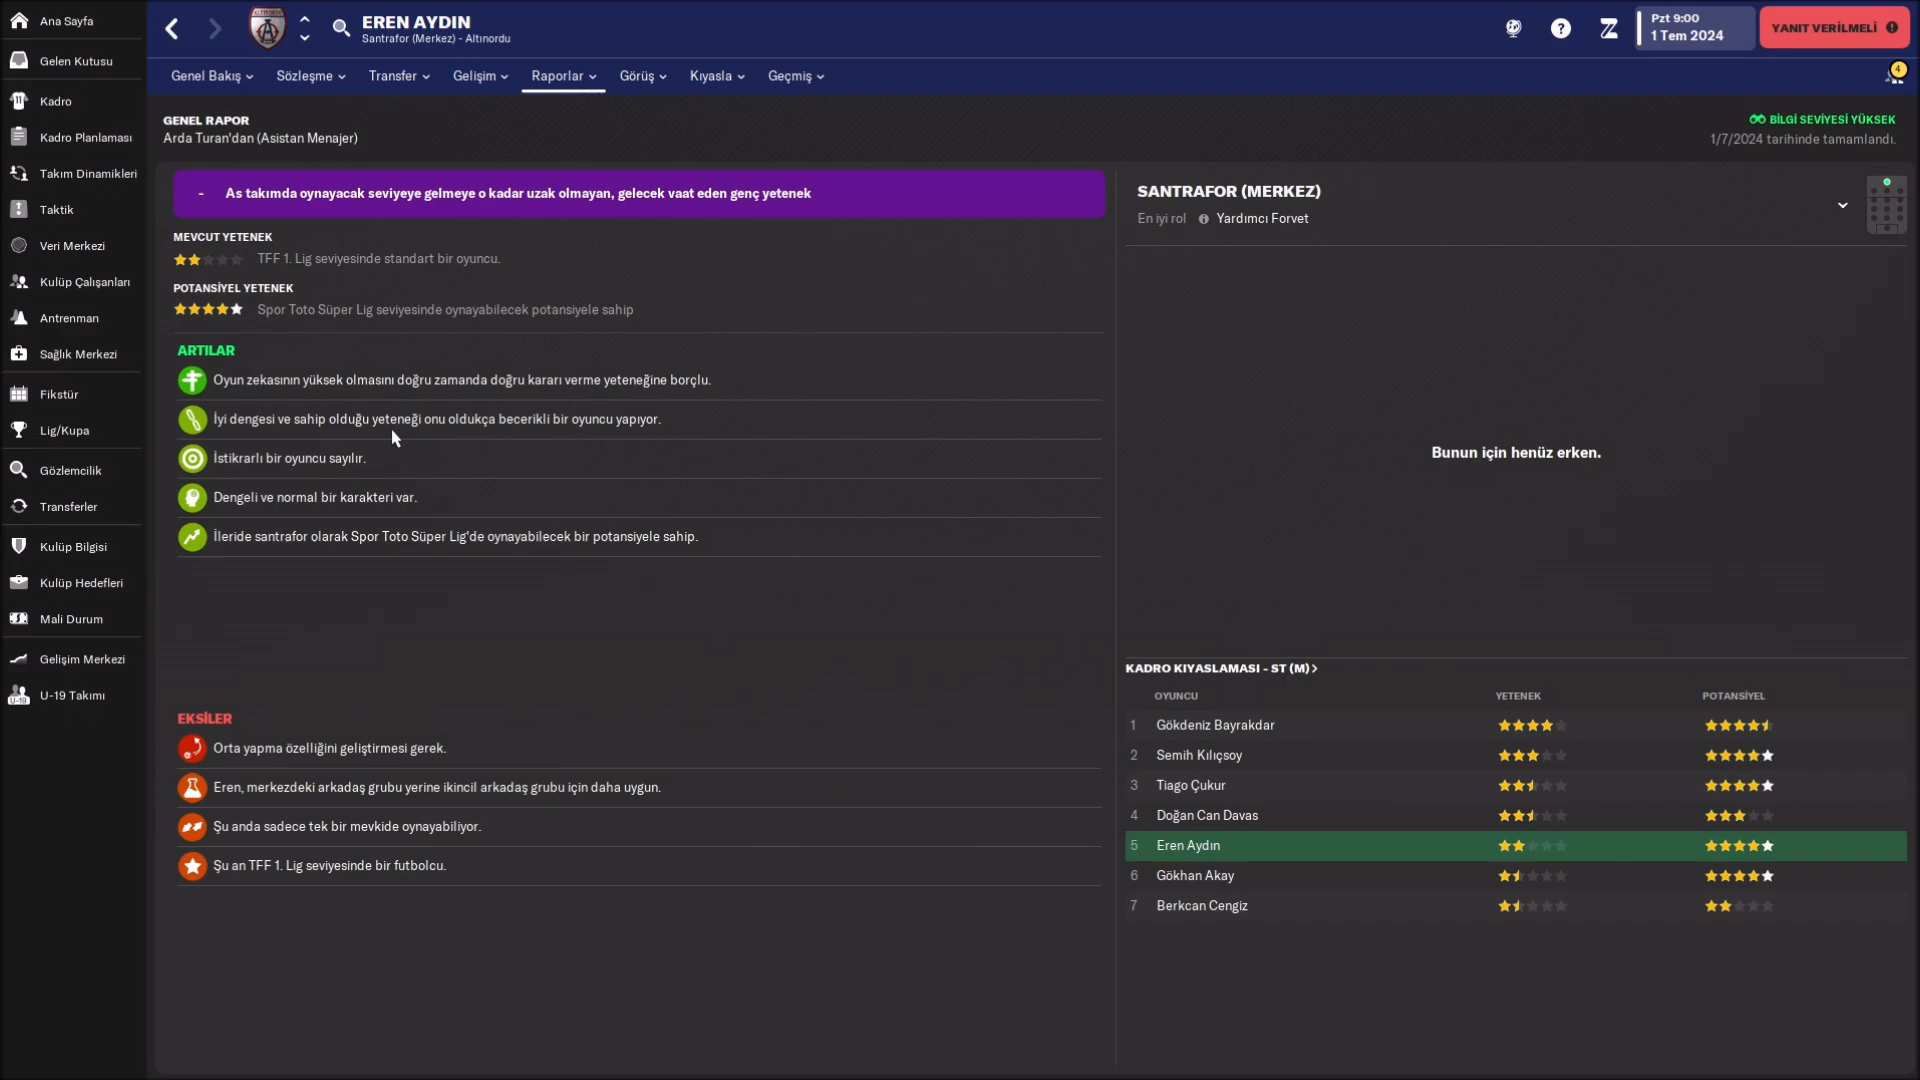 Ana Sayfa
Gelen Kutusu
Kadro
Kadro Planlaması
Takım Dinamikleri
Taktik
Veri Merkezi
Kulüp Çalışanları
Antrenman
Sağlık Merkezi
Fikstür
Lig/Kupa
Gözlemcilik
Transferler
Kulüp Bilgisi
Kulüp Hedefleri
Mali Durum
Gelişim Merkezi
U-19 Takımı
EREN AYDIN
Santrafor (Merkez) - Altınordu
Pzt 9:00
1 Tem 2024
YANIT VERİLMELİ
Genel Bakış
Sözleşme
Transfer
Gelişim
Raporlar
Görüş
Kıyasla
Geçmiş
4
GENEL RAPOR
Arda Turan'dan (Asistan Menajer)
BİLGİ SEVİYESİ YÜKSEK
1/7/2024 tarihinde tamamlandı.
- As takımda oynayacak seviyeye gelmeye o kadar uzak olmayan, gelecek vaat eden genç yetenek
MEVCUT YETENEK
TFF 1. Lig seviyesinde standart bir oyuncu.
POTANSİYEL YETENEK
Spor Toto Süper Lig seviyesinde oynayabilecek potansiyele sahip
ARTILAR
Oyun zekasının yüksek olmasını doğru zamanda doğru kararı verme yeteneğine borçlu.
İyi dengesi ve sahip olduğu yeteneği onu oldukça becerikli bir oyuncu yapıyor.
İstikrarlı bir oyuncu sayılır.
Dengeli ve normal bir karakteri var.
İleride santrafor olarak Spor Toto Süper Lig'de oynayabilecek bir potansiyele sahip.
EKSİLER
Orta yapma özelliğini geliştirmesi gerek.
Eren, merkezdeki arkadaş grubu yerine ikincil arkadaş grubu için daha uygun.
Şu anda sadece tek bir mevkide oynayabiliyor.
Şu an TFF 1. Lig seviyesinde bir futbolcu.
SANTRAFOR (MERKEZ)
En iyi rol Yardımcı Forvet
Bunun için henüz erken.
KADRO KIYASLAMASI - ST (M) >
OYUNCU YETENEK POTANSİYEL
1 Gökdeniz Bayrakdar
2 Semih Kılıçsoy
3 Tiago Çukur
4 Doğan Can Davas
5 Eren Aydın
6 Gökhan Akay
7 Berkcan Cengiz